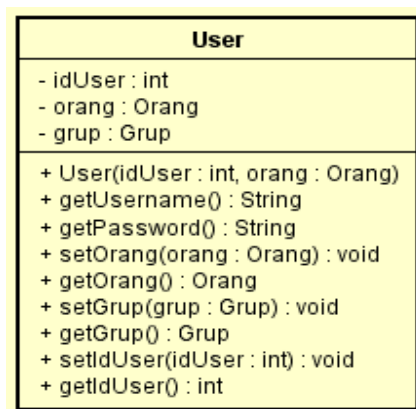 User
- idUser : int
- orang : Orang
- grup : Grup
+ User(idUser : int, orang : Orang)
+ getUsername() : String
+ getPassword() : String
+ setOrang(orang : Orang) : void
+ getOrang() : Orang
+ setGrup(grup : Grup) : void
+ getGrup() : Grup
+ setIdUser(idUser : int) : void
+ getIdUser() : int